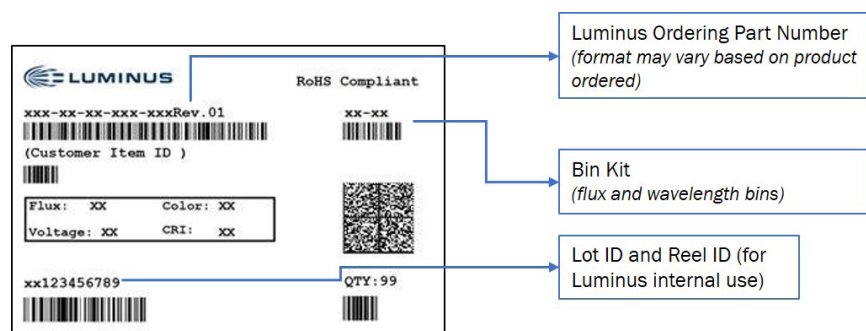 LUMINUS
RoHS Compliant
xxx-xx-xx-xxx-xxxRev.01
xx-xx
(Customer Item ID )
Flux: XX Color: XX
Voltage: XX CRI: XX
xx123456789
QTY:99
Luminus Ordering Part Number
(format may vary based on product
ordered)
Bin Kit
(flux and wavelength bins)
Lot ID and Reel ID (for
Luminus internal use)